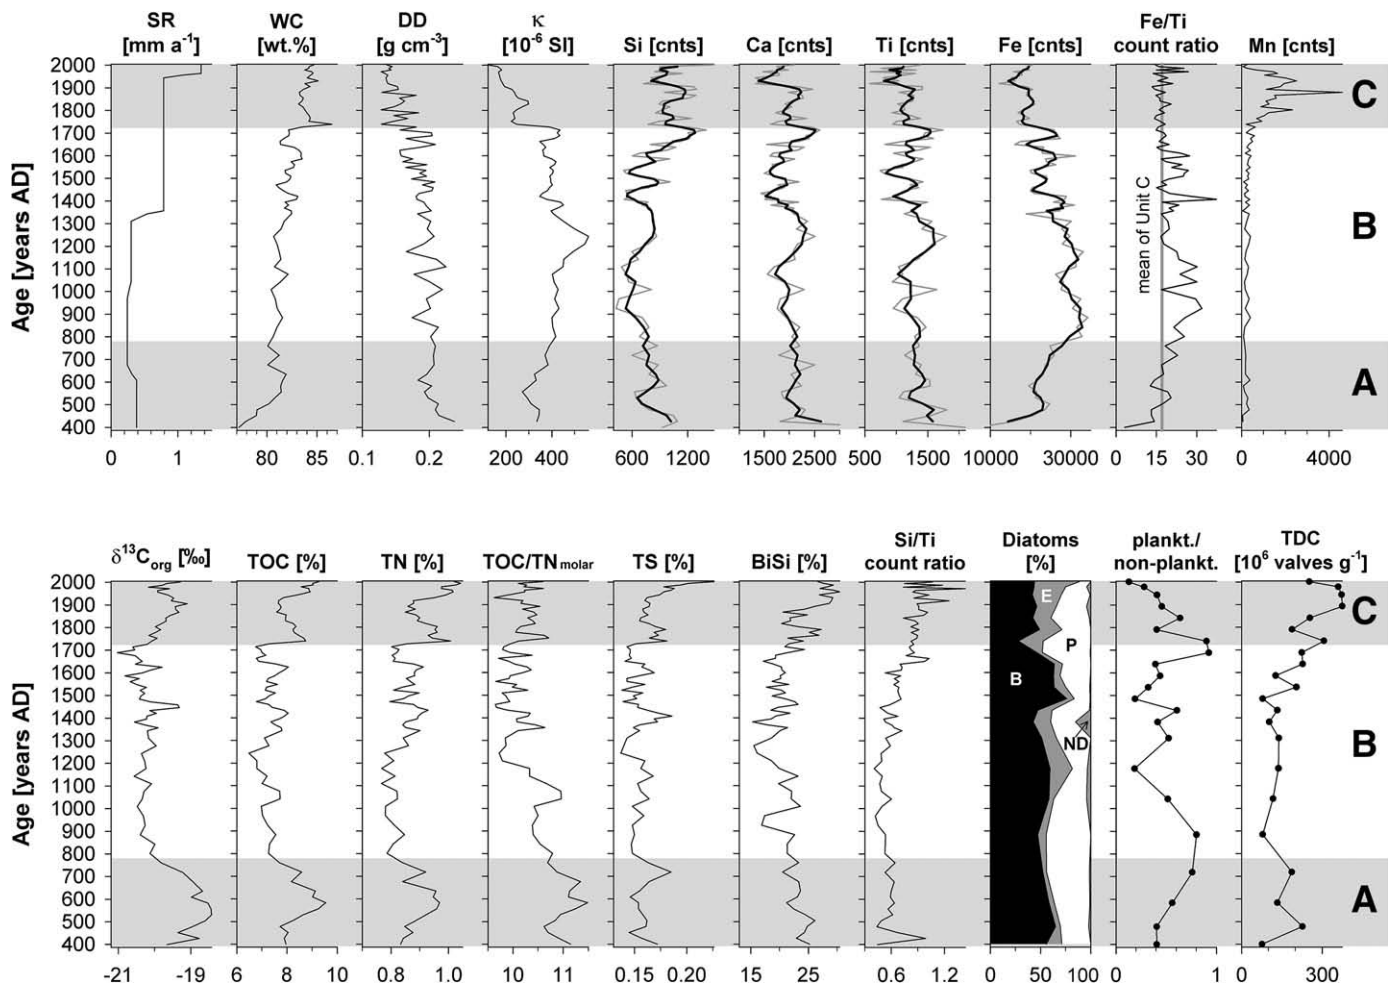 SR WC DD κ Fe/Ti
[mm a⁻¹] [wt.%] [g cm⁻³] [10⁻⁶ SI] Si [cnts] Ca [cnts] Ti [cnts] Fe [cnts] count ratio Mn [cnts]
2000
1900 C
1800
1700
1600
1500
1400
1300 B
1200
1100
1000
900
800
700
600 A
500
400
Age [years AD]
mean of Unit C
0 1 80 85 0.1 0.2 200 400 600 1200 1500 2500 500 1500 10000 30000 0 15 30 0 4000
Si/Ti Diatoms plankt./ TDC
δ¹³Corg [‰] TOC [%] TN [%] TOC/TNmolar TS [%] BiSi [%] count ratio [%] non-plankt. [10⁶ valves g⁻¹]
2000
1900 E C
1800
1700 P
1600
1500 B
1400
1300 ND B
1200
1100
1000
900
800
700
600 A
500
400
Age [years AD]
-21 -19 6 8 10 0.8 1.0 10 11 0.15 0.20 15 25 0.6 1.2 0 50 100 0 1 0 300